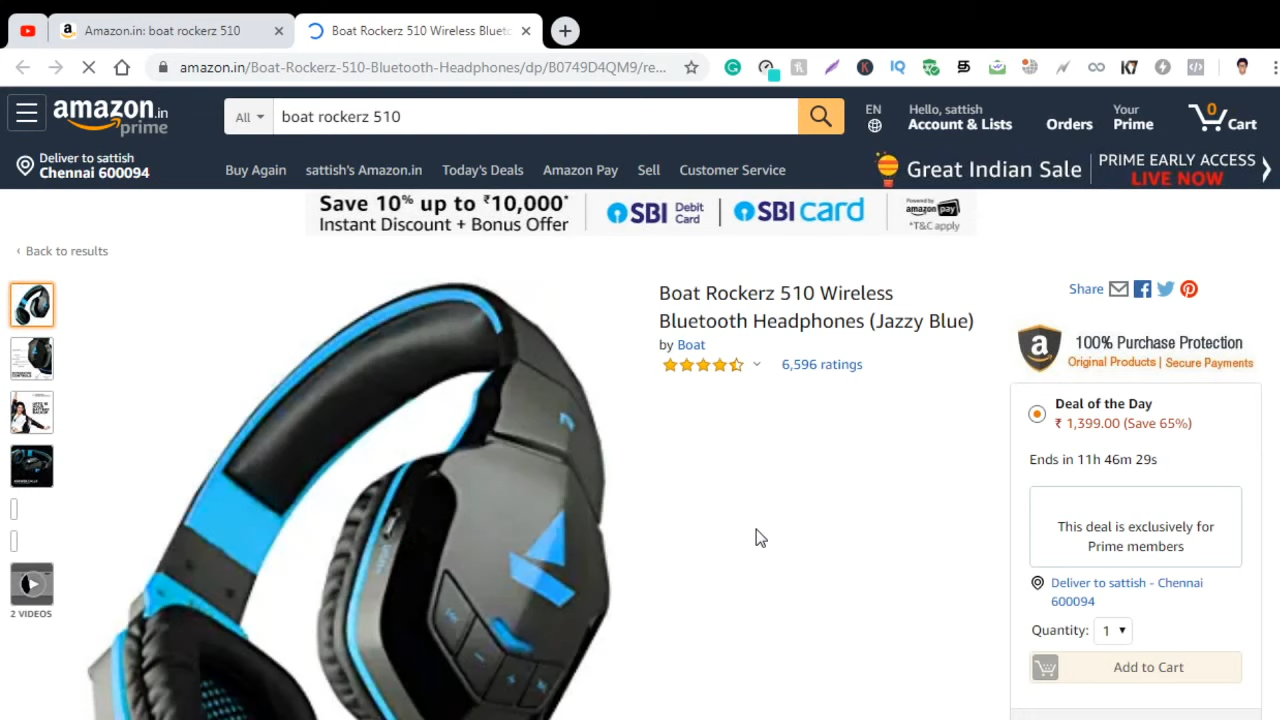 Amazon.in: boat rockerz 510
Boat Rockerz 510 Wireless Bluetc
amazon.in/Boat-Rockerz-510-Bluetooth-Headphones/dp/B0749D4QM9/re...
amazon.in
prime
All
boat rockerz 510
EN
Hello, sattish
Account & Lists
Orders
Your
Prime
0
Cart
Deliver to sattish
Chennai 600094
Buy Again
sattish's Amazon.in
Today's Deals
Amazon Pay
Sell
Customer Service
Great Indian Sale
PRIME EARLY ACCESS
LIVE NOW
Save 10% up to ₹10,000*
Instant Discount + Bonus Offer
SBI Debit Card
SBI card
Powered by
amazon pay
*T&C apply
‹ Back to results
2 VIDEOS
Boat Rockerz 510 Wireless
Bluetooth Headphones (Jazzy Blue)
by Boat
6,596 ratings
Share
100% Purchase Protection
Original Products | Secure Payments
Deal of the Day
₹ 1,399.00 (Save 65%)
Ends in 11h 46m 29s
This deal is exclusively for
Prime members
Deliver to sattish - Chennai
600094
Quantity: 1
Add to Cart